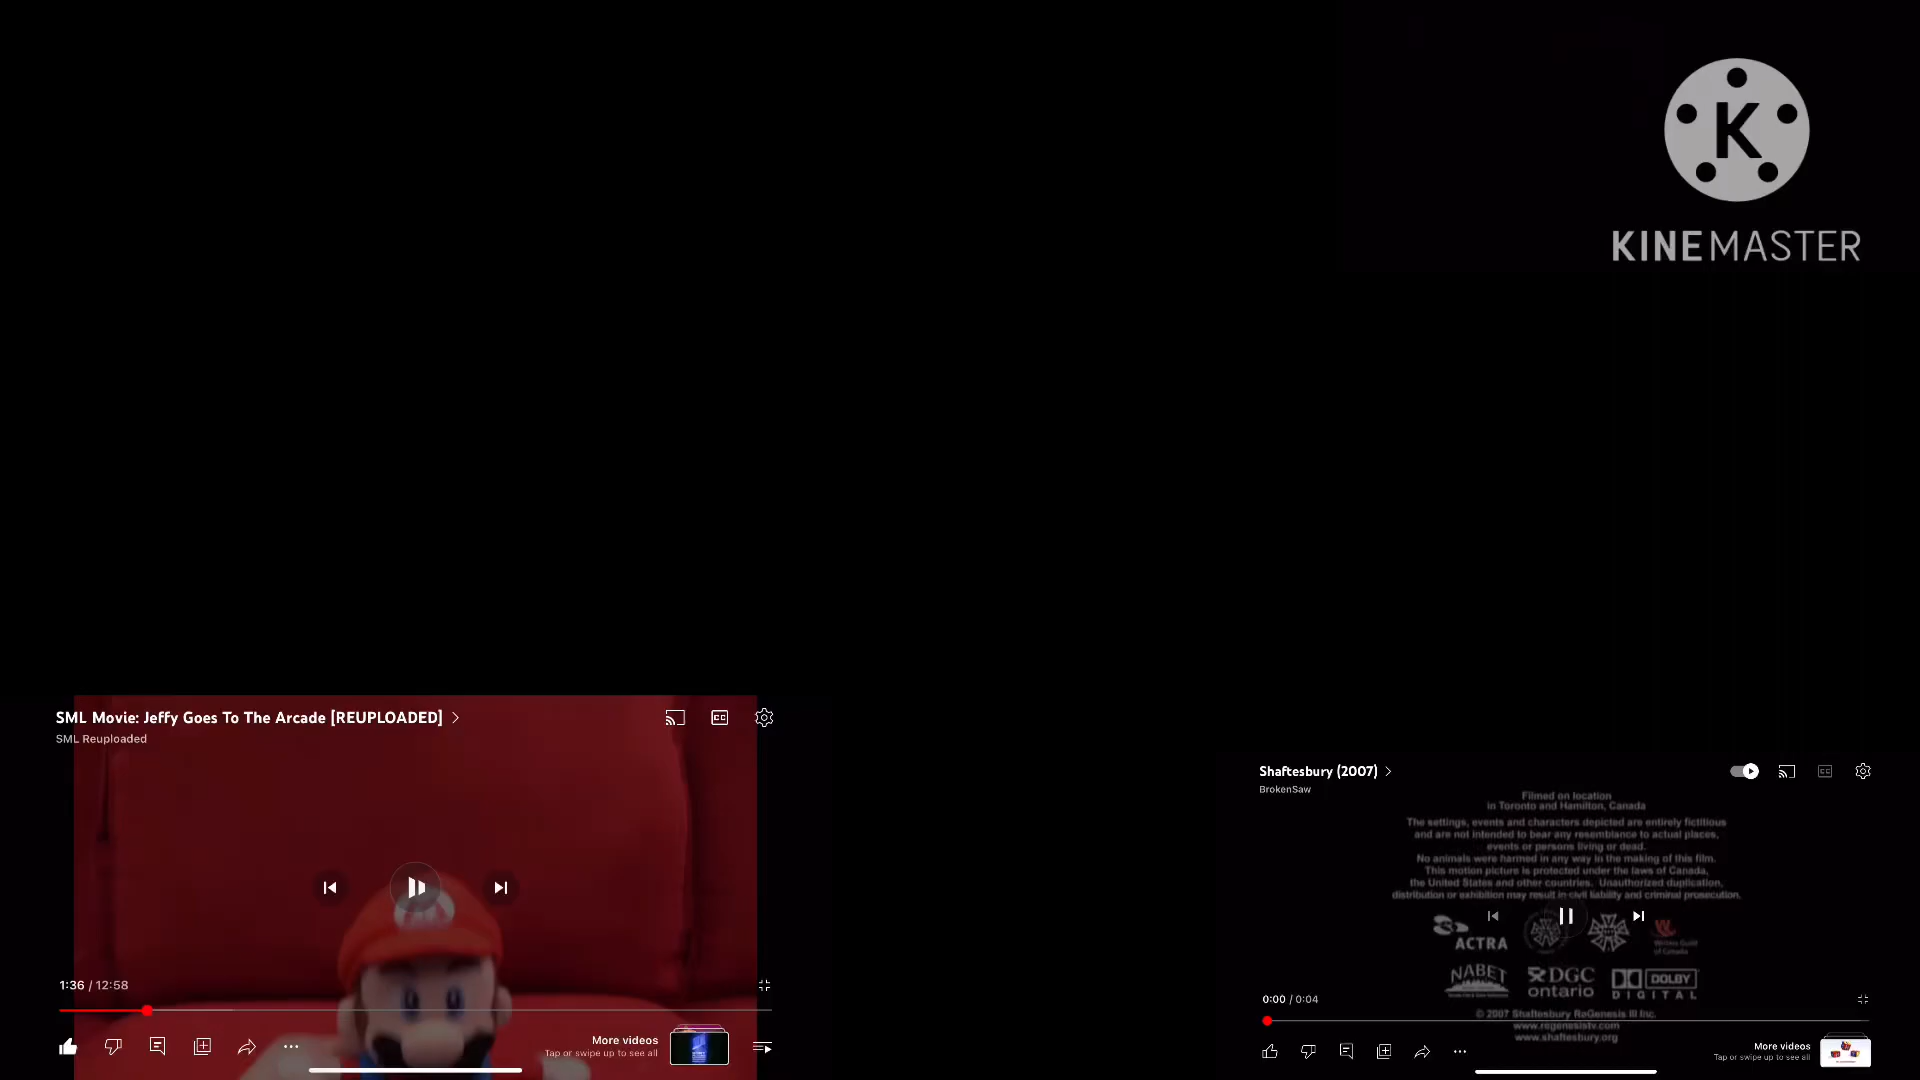 K
KINEMASTER
SML Movie: Jeffy Goes To The Arcade [REUPLOADED]
CC
SML Reuploaded
1:36 / 12:58
More videos
Tap or swipe up to see all
Shaftesbury (2007)
CC
BrokenSaw
Filmed on location
in Toronto and Hamilton, Canada
The settings, events and characters depicted are entirely fictitious
and are not intended to bear any resemblance to actual places,
events or persons living or dead.
No animals were harmed in any way in the making of this film.
This motion picture is protected under the laws of Canada,
the United States and other countries. Unauthorized duplication,
distribution or exhibition may result in civil liability and criminal prosecution.
ACTRA
Writers Guild
of Canada
NABET
DGC
ontario
DOLBY
DIGITAL
0:00 / 0:04
© 2007 Shaftesbury ReGenesis III Inc.
www.regenesistv.com
www.shaftesbury.org
More videos
Tap or swipe up to see all